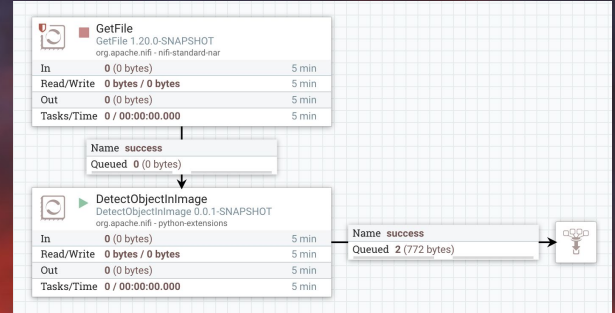 GetFile
GetFile 1.20.0-SNAPSHOT
org.apache.nifi - nifi-standard-nar
In 0 (0 bytes) 5 min
Read/Write 0 bytes / 0 bytes 5 min
Out 0 (0 bytes) 5 min
Tasks/Time 0 / 00:00:00.000 5 min
Name success
Queued 0 (0 bytes)
DetectObjectInImage
DetectObjectInImage 0.0.1-SNAPSHOT
org.apache.nifi - python-extensions
In 0 (0 bytes) 5 min
Read/Write 0 bytes / 0 bytes 5 min
Out 0 (0 bytes) 5 min
Tasks/Time 0 / 00:00:00.000 5 min
Name success
Queued 2 (772 bytes)